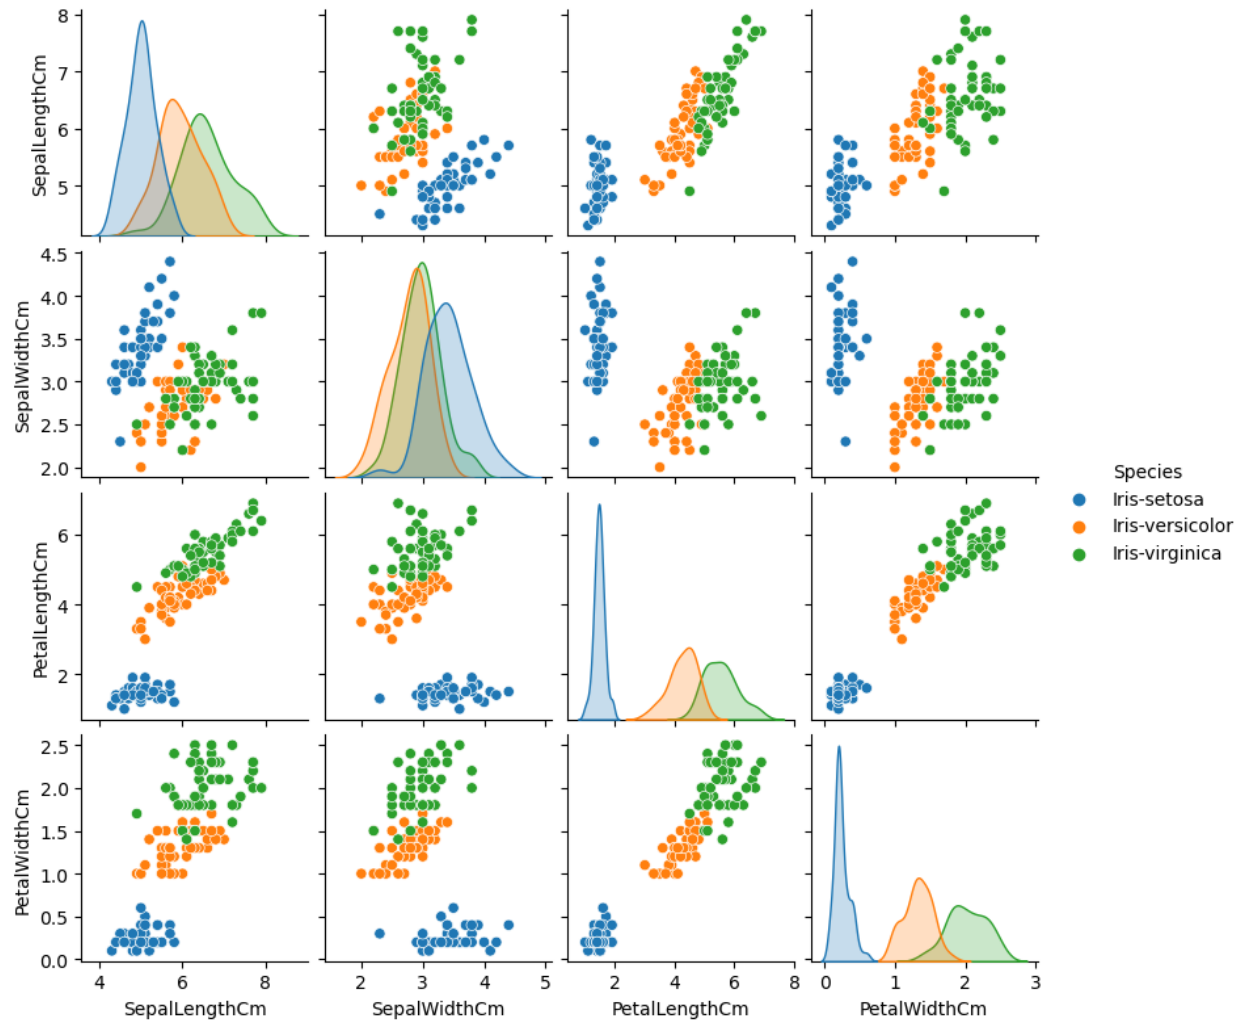 8
7
6
5
SepalLengthCm
4.5
4.0
3.5
3.0
2.5
2.0
SepalWidthCm
Species
Iris-setosa
Iris-versicolor
Iris-virginica
6
4
2
PetalLengthCm
2.5
2.0
1.5
1.0
0.5
0.0
PetalWidthCm
4 6 8
2 3 4 5
2 4 6 8
0 1 2 3
SepalLengthCm SepalWidthCm PetalLengthCm PetalWidthCm